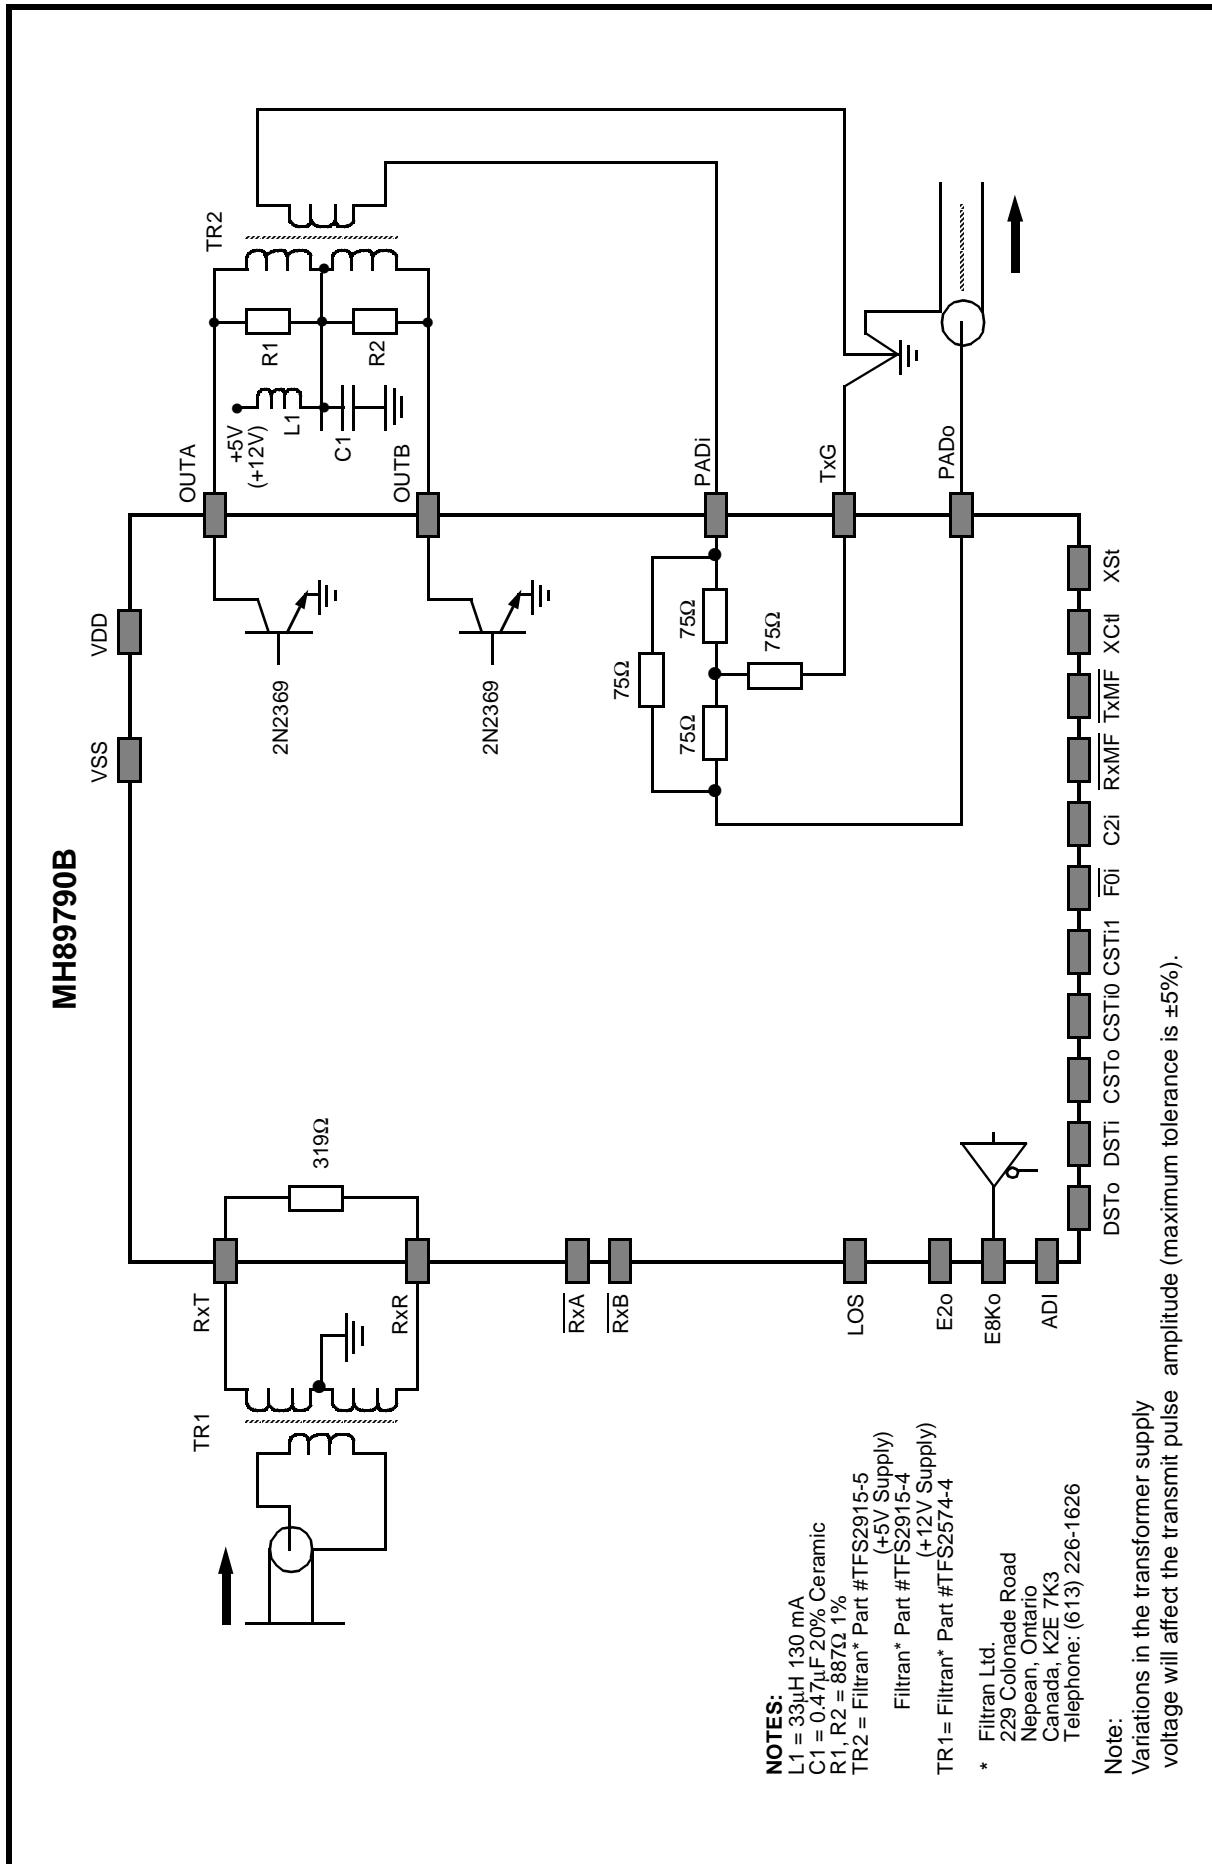 MH89790B
TR1
RxT
RxR
319Ω
VSS
VDD
OUTA
+5V
(+12V)
L1
C1
R1
R2
TR2
OUTB
2N2369
2N2369
RxA
RxB
LOS
E2o
E8Ko
ADI
75Ω
75Ω
75Ω
75Ω
PADi
TxG
PADo
DSTo
DSTi
CSTo
CSTi0
CSTi1
F0i
C2i
RxMF
TxMF
XCtl
XSt
NOTES:
L1 = 33µH 130 mA
C1 = 0.47µF 20% Ceramic
R1, R2 = 887Ω 1%
TR2 = Filtran* Part #TFS2915-5
(+5V Supply)
Filtran* Part #TFS2915-4
(+12V Supply)
TR1= Filtran* Part #TFS2574-4
* Filtran Ltd.
229 Colonade Road
Nepean, Ontario
Canada, K2E 7K3
Telephone: (613) 226-1626
Note:
Variations in the transformer supply
voltage will affect the transmit pulse amplitude (maximum tolerance is ±5%).